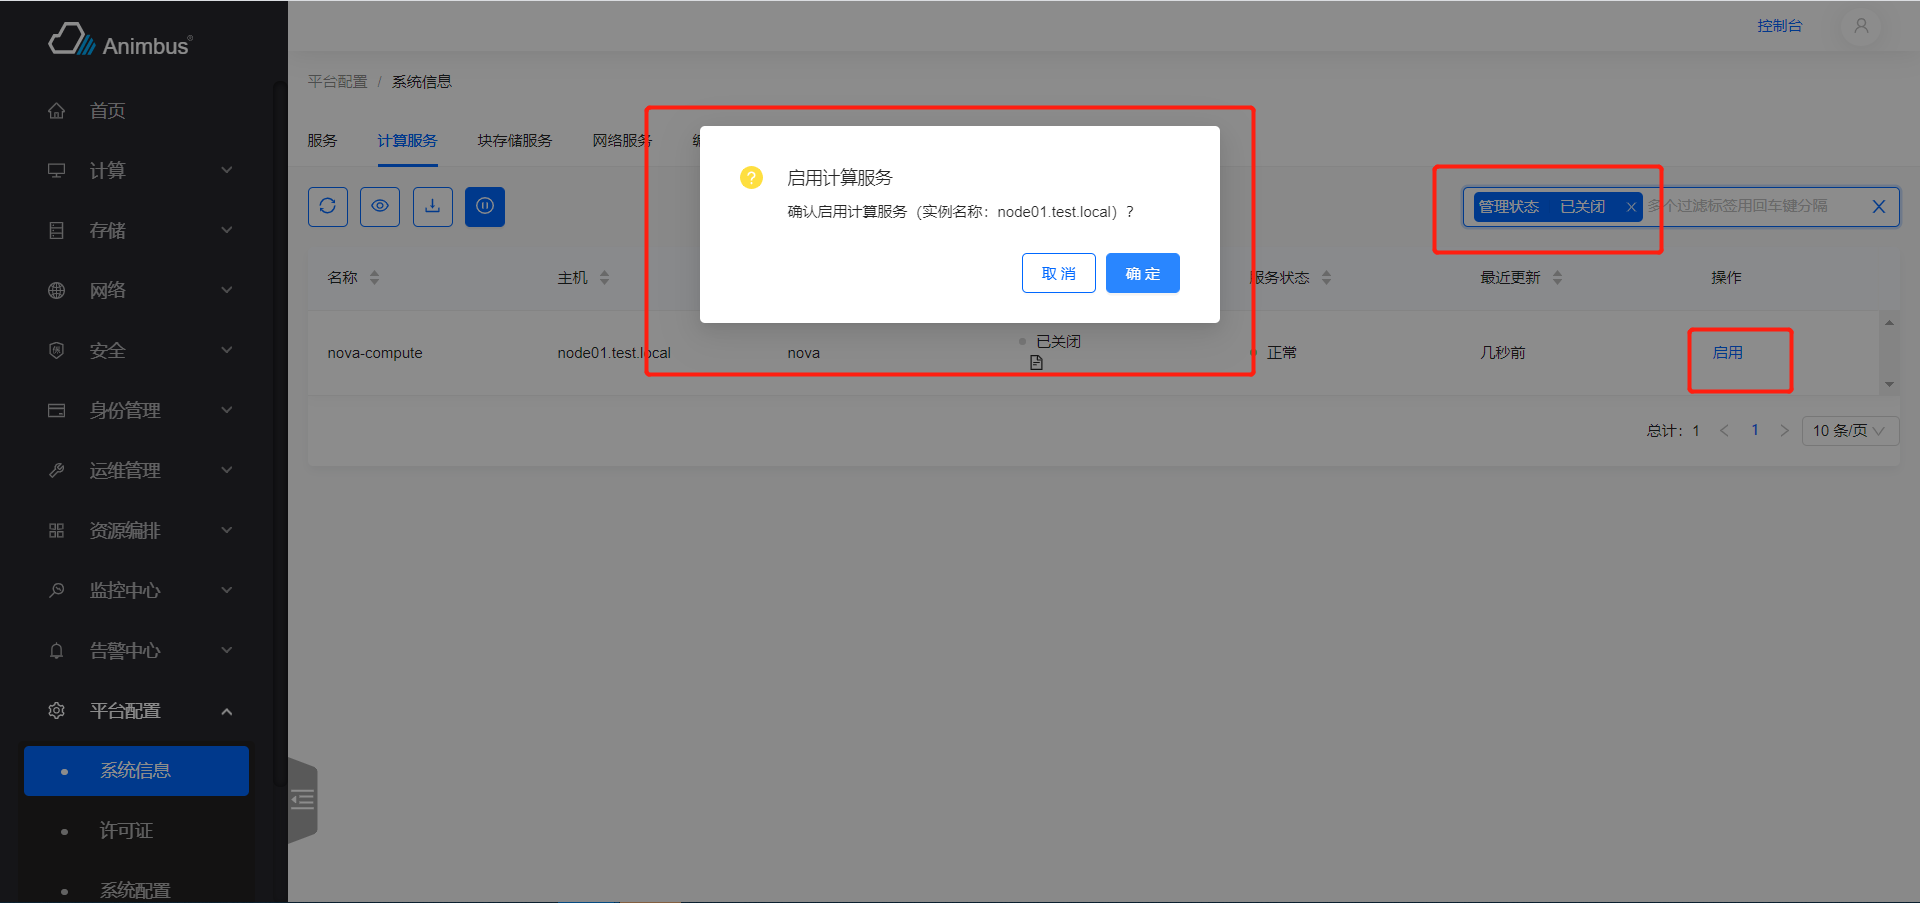 Animbus®
控制台
首页
计算
存储
网络
安全
身份管理
运维管理
资源编排
监控中心
告警中心
平台配置
系统信息
许可证
系统配置
平台配置 / 系统信息
服务 计算服务 块存储服务 网络服务
启用计算服务
确认启用计算服务（实例名称：node01.test.local）？
取消 确定
管理状态 已关闭 多个过滤标签用回车键分隔
名称 主机 服务状态 最近更新 操作
nova-compute node01.test.local nova 已关闭 正常 几秒前 启用
总计：1 < 1 > 10 条/页